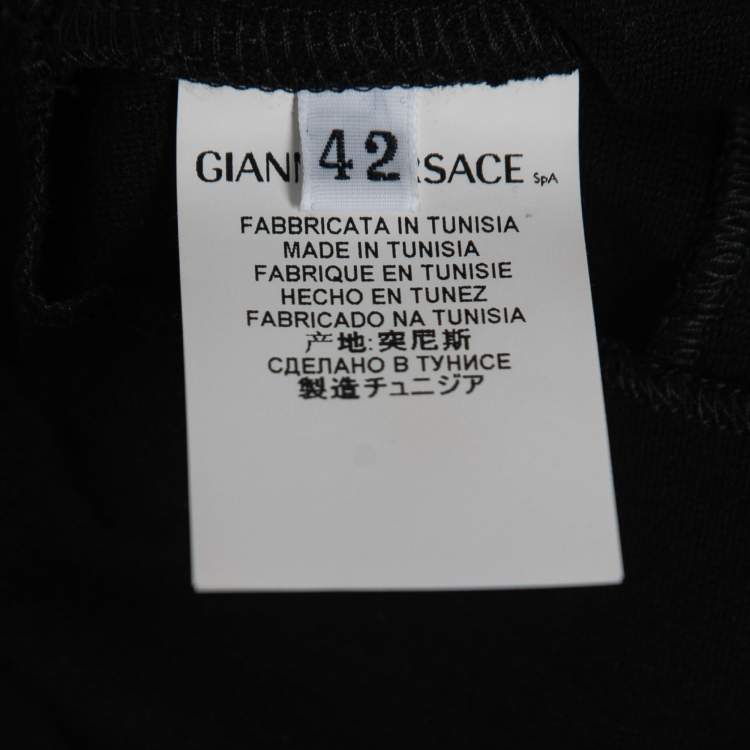 42
GIAN RSACE SpA
FABBRICATA IN TUNISIA
MADE IN TUNISIA
FABRIQUE EN TUNISIE
HECHO EN TUNEZ
FABRICADO NA TUNISIA
产地:突尼斯
СДЕЛАНО В ТУНИСЕ
製造チュニジア